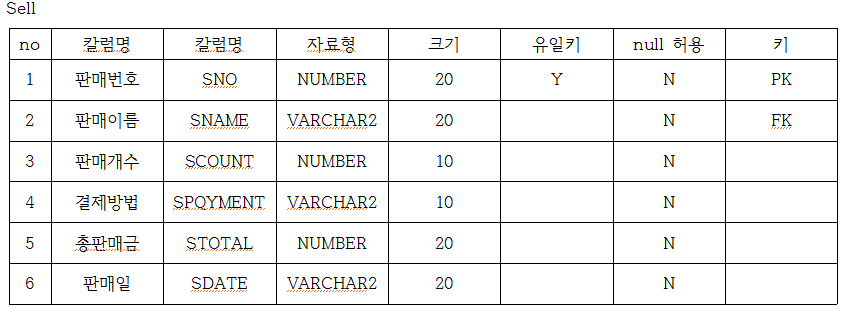 Sell
no 칼럼명 칼럼명 자료형 크기 유일키 null 허용 키
1 판매번호 SNO NUMBER 20 Y N PK
2 판매이름 SNAME VARCHAR2 20 N FK
3 판매개수 SCOUNT NUMBER 10 N
4 결제방법 SPQYMENT VARCHAR2 10 N
5 총판매금 STOTAL NUMBER 20 N
6 판매일 SDATE VARCHAR2 20 N